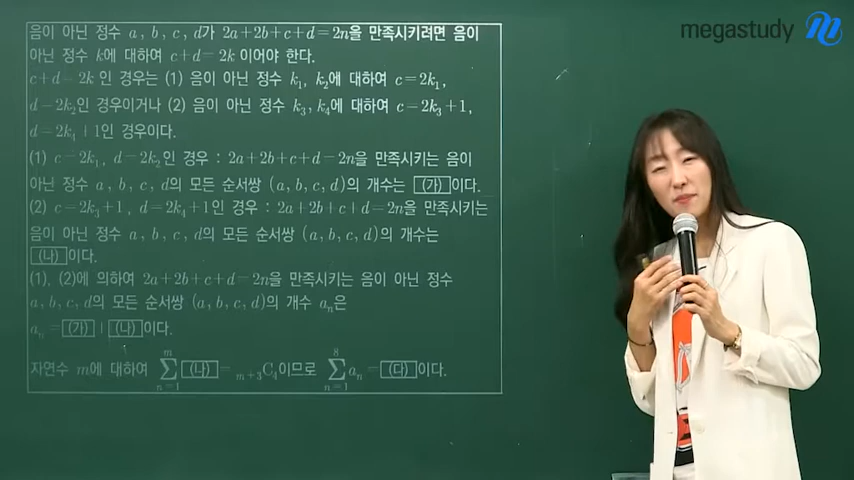 megastudy
음이 아닌 정수 a, b, c, d가 2a+2b+c+d=2n을 만족시키려면 음이
아닌 정수 k에 대하여 c+d=2k이어야 한다.
c+d=2k인 경우는 (1) 음이 아닌 정수 k₁, k₂에 대하여 c=2k₁,
d=2k₂인 경우이거나 (2) 음이 아닌 정수 k₃, k₄에 대하여 c=2k₃+1,
d=2k₄+1인 경우이다.
(1) c=2k₁, d=2k₂인 경우 : 2a+2b+c+d=2n을 만족시키는 음이
아닌 정수 a, b, c, d의 모든 순서쌍 (a, b, c, d)의 개수는 (가)이다.
(2) c=2k₃+1, d=2k₄+1인 경우 : 2a+2b+c+d=2n을 만족시키는
음이 아닌 정수 a, b, c, d의 모든 순서쌍 (a, b, c, d)의 개수는
(나)이다.
(1), (2)에 의하여 2a+2b+c+d=2n을 만족시키는 음이 아닌 정수
a, b, c, d의 모든 순서쌍 (a, b, c, d)의 개수 aₙ은
aₙ=(가)+(나)이다.
자연수 m에 대하여 ∑_{n=1}^{m} (나) = _{m+3}C₄이므로 ∑_{n=1}^{8} aₙ = (다)이다.